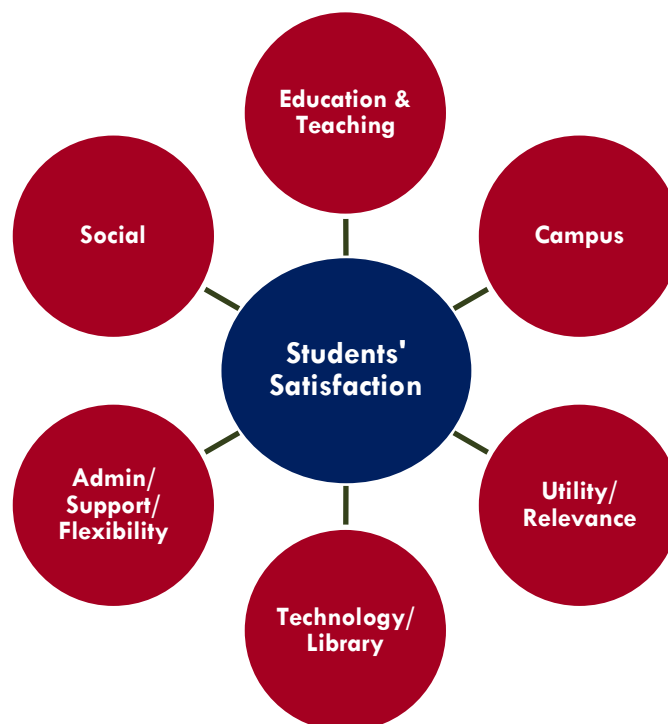 Education &
Teaching
Social
Campus
Students'
Satisfaction
Admin/
Support/
Flexibility
Utility/
Relevance
Technology/
Library